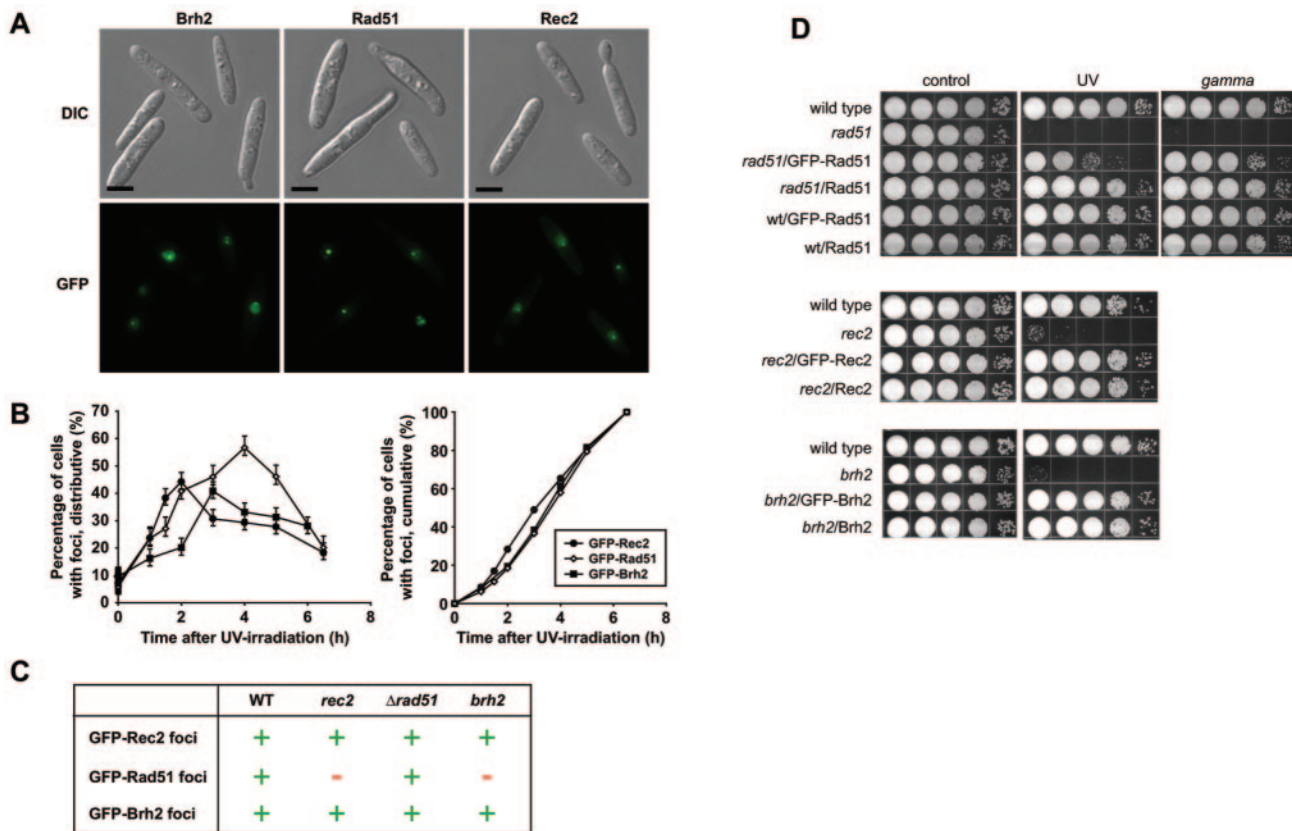 A
Brh2 Rad51 Rec2
DIC
GFP
B
Percentage of cells
with foci, distributive (%)
70
60
50
40
30
20
10
0
0 2 4 6 8
Time after UV-irradiation (h)
Percentage of cells
with foci, cumulative (%)
100
80
60
40
20
0
0 2 4 6 8
Time after UV-irradiation (h)
GFP-Rec2
GFP-Rad51
GFP-Brh2
C
WT rec2 Δrad51 brh2
GFP-Rec2 foci + + + +
GFP-Rad51 foci + - + -
GFP-Brh2 foci + + + +
D
control UV gamma
wild type
rad51
rad51/GFP-Rad51
rad51/Rad51
wt/GFP-Rad51
wt/Rad51
wild type
rec2
rec2/GFP-Rec2
rec2/Rec2
wild type
brh2
brh2/GFP-Brh2
brh2/Brh2